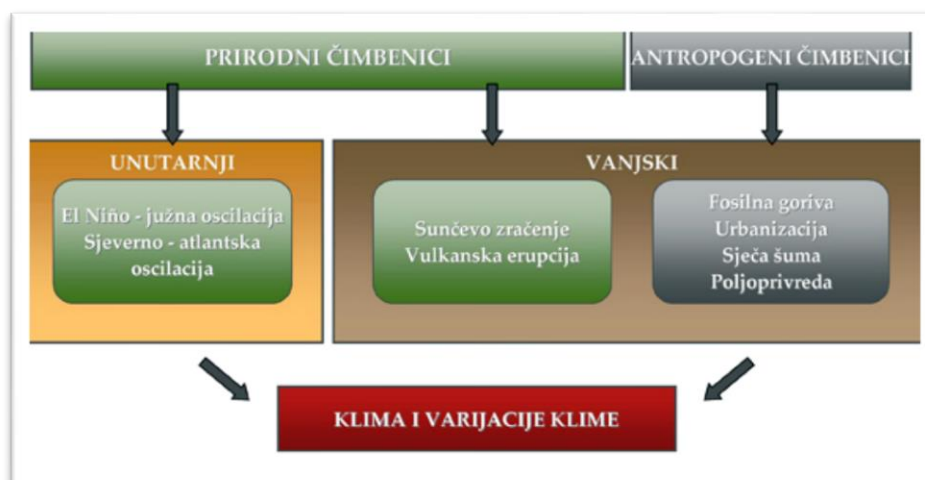 PRIRODNI ČIMBENICI
ANTROPOGENI ČIMBENICI
UNUTARNJI
El Niño - južna oscilacija
Sjeverno - atlantska
oscilacija
VANJSKI
Sunčevo zračenje
Vulkanska erupcija
Fosilna goriva
Urbanizacija
Sječa šuma
Poljoprivreda
KLIMA I VARIJACIJE KLIME